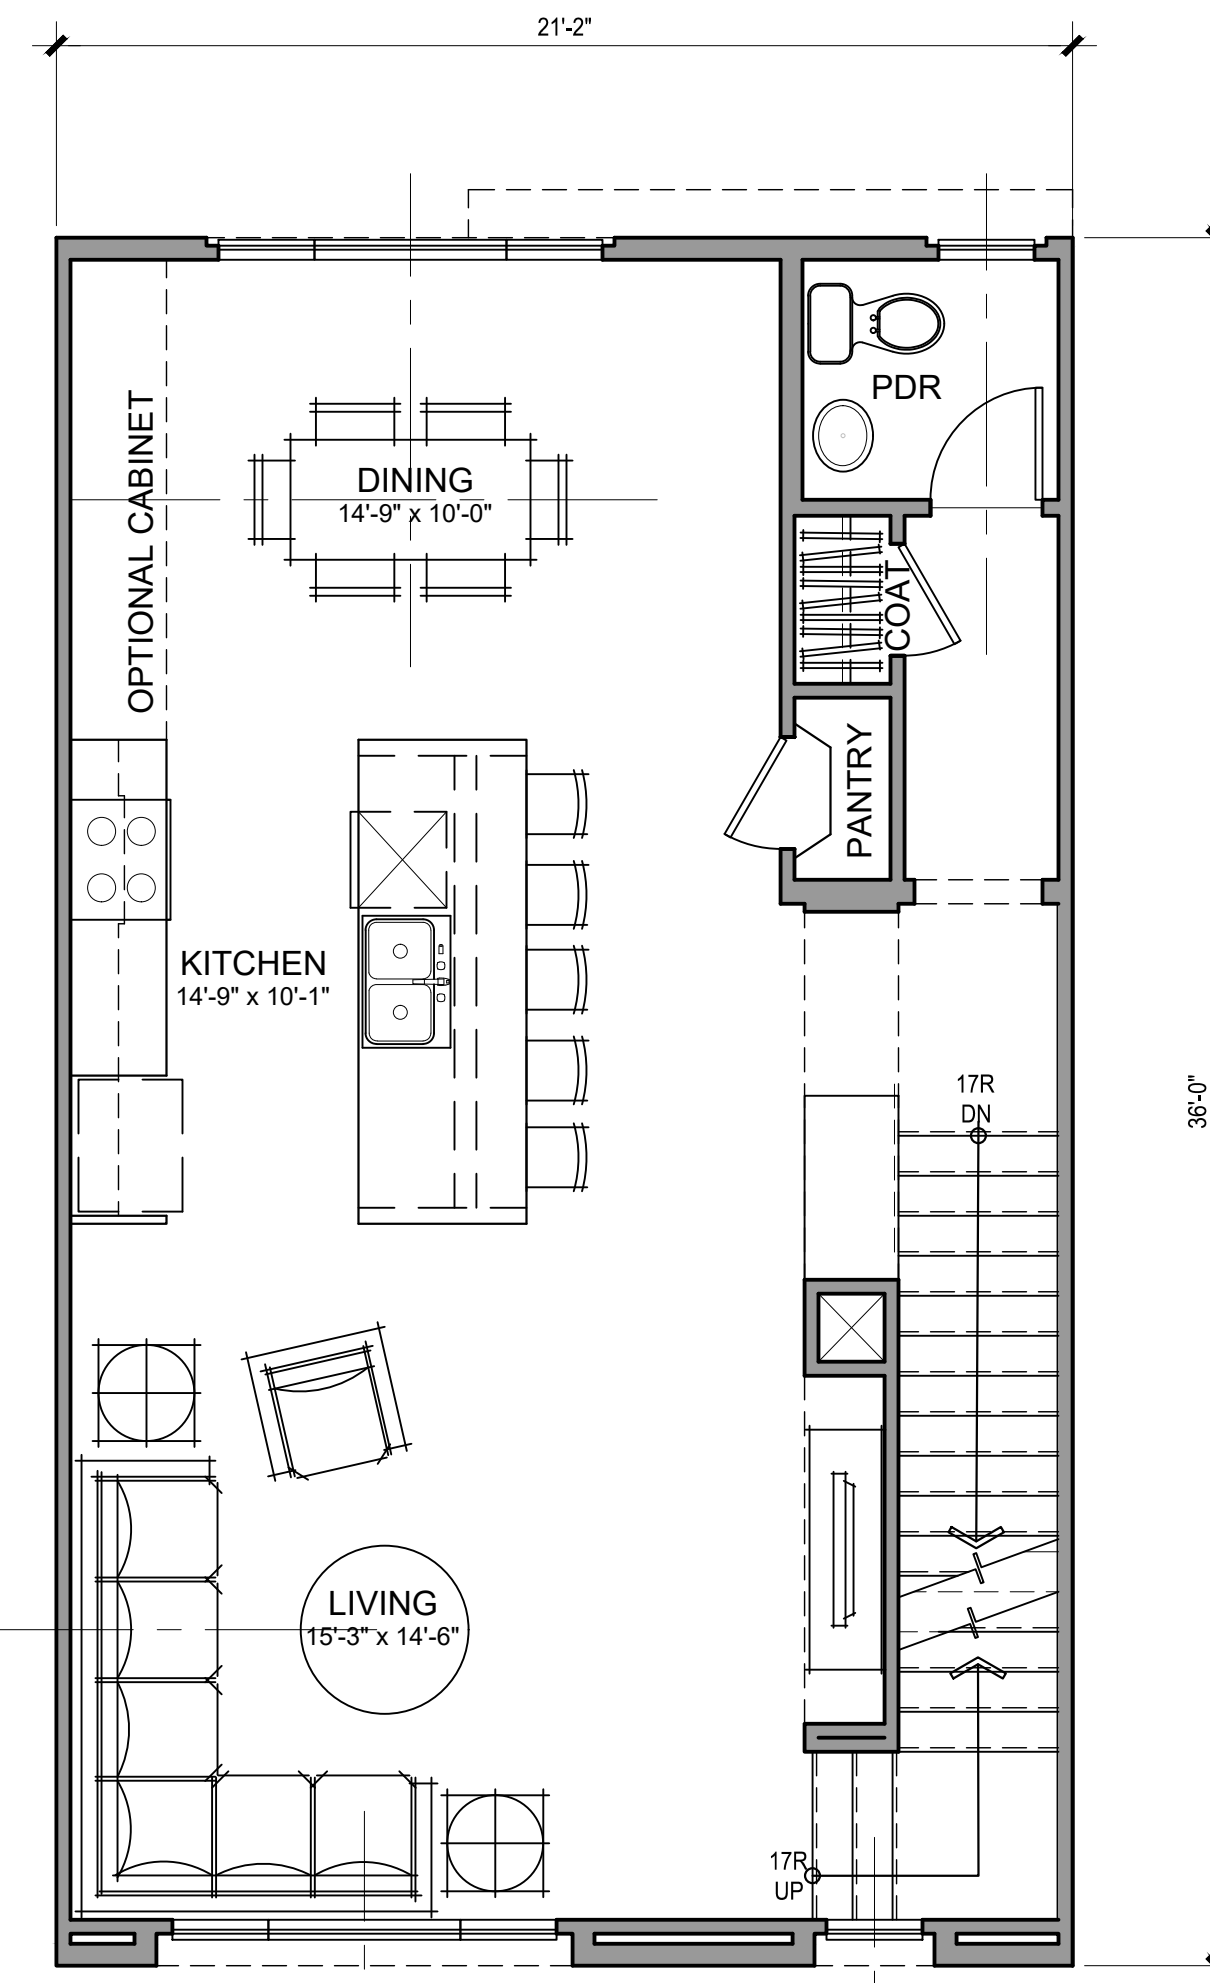 21'-2"
PDR
DINING
14'-9" x 10'-0"
OPTIONAL CABINET
COAT
PANTRY
KITCHEN
14'-9" x 10'-1"
17R
DN
36'-0"
LIVING
15'-3" x 14'-6"
17R
UP